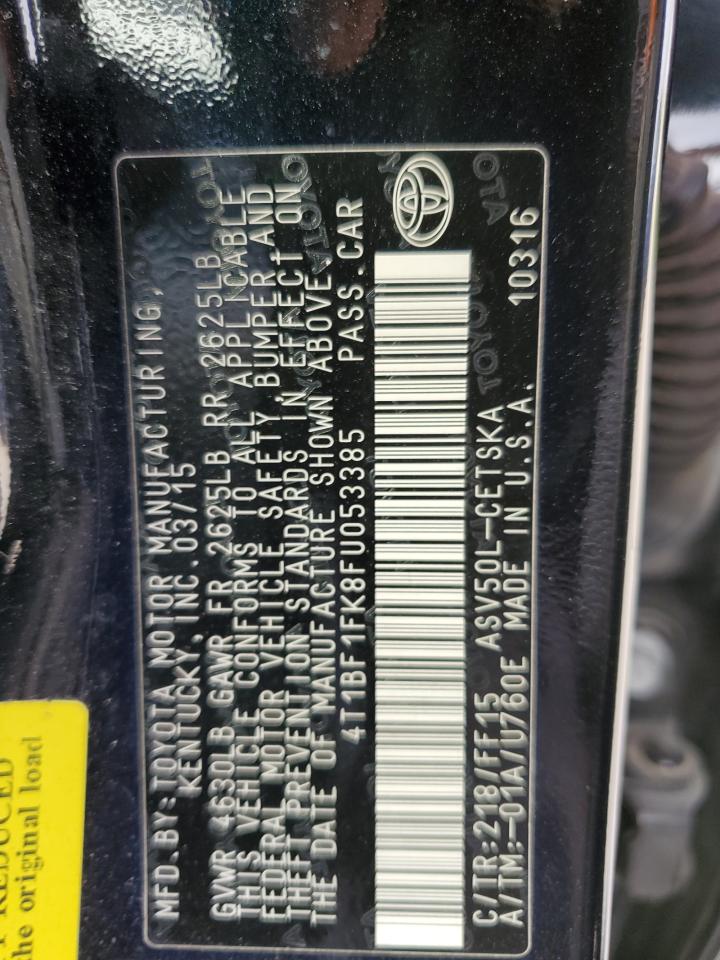 MFD.BY:TOYOTA MOTOR MANUFACTURING,
KENTUCKY, INC.03/15
GVWR 4630LB GAWR FR 2625LB RR 2625LB
THIS VEHICLE CONFORMS TO ALL APPLICABLE
FEDERAL MOTOR VEHICLE SAFETY BUMPER AND
THEFT PREVENTION STANDARDS IN EFFECT ON
THE DATE OF MANUFACTURE SHOWN ABOVE
4T1BF1FK8FU053385 PASS.CAR
C/TR:218/FF15 ASV50L-CETSKA
A/TM:-01A/U760E MADE IN U.S.A. 10316
REDUCED
the original load